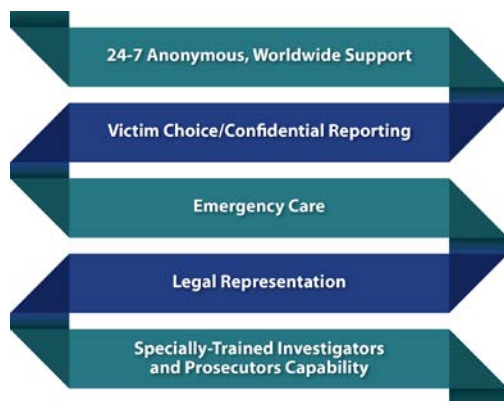 24-7 Anonymous, Worldwide Support
Victim Choice/Confidential Reporting
Emergency Care
Legal Representation
Specially-Trained Investigators
and Prosecutors Capability